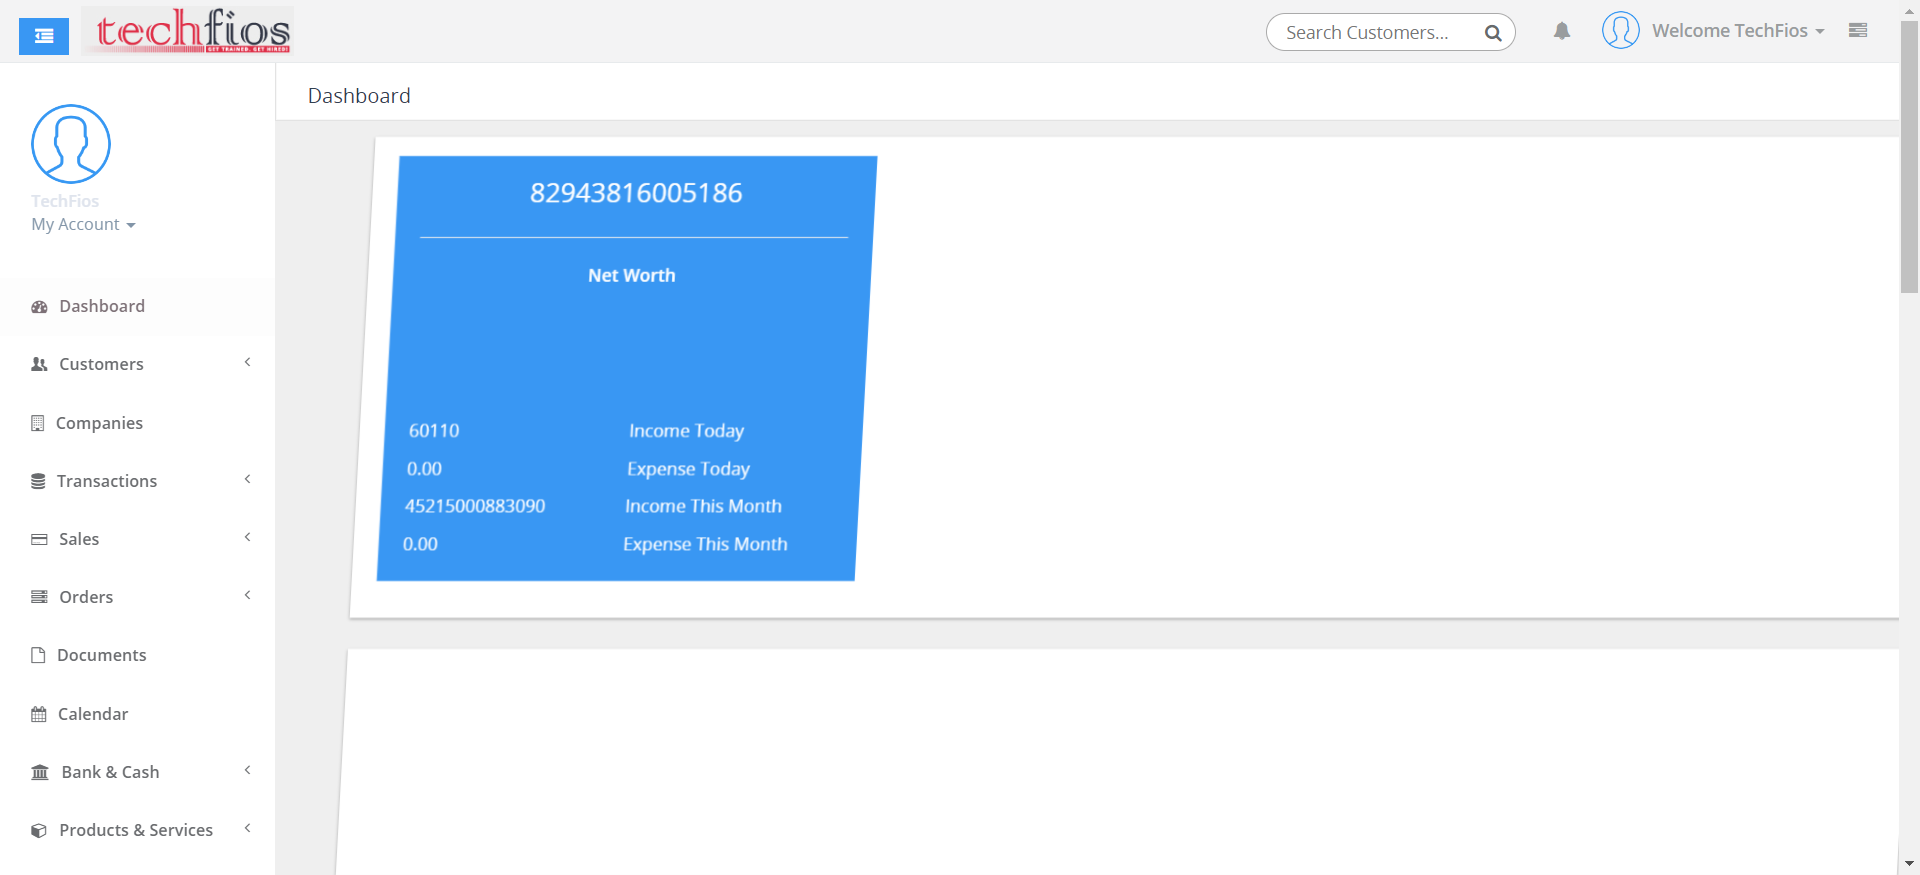 techfios
GET TRAINED. GET HIRED!
Search Customers...
Welcome TechFios
TechFios
My Account
Dashboard
Customers
Companies
Transactions
Sales
Orders
Documents
Calendar
Bank & Cash
Products & Services
Dashboard
82943816005186
Net Worth
60110 Income Today
0.00 Expense Today
45215000883090 Income This Month
0.00 Expense This Month